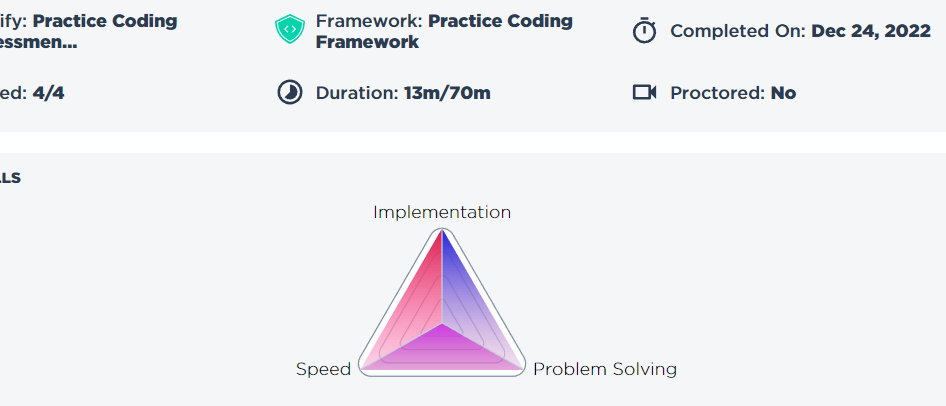 ify: Practice Coding
essmen...
Framework: Practice Coding
Framework
Completed On: Dec 24, 2022
ed: 4/4
Duration: 13m/70m
Proctored: No
LLS
Implementation
Speed
Problem Solving